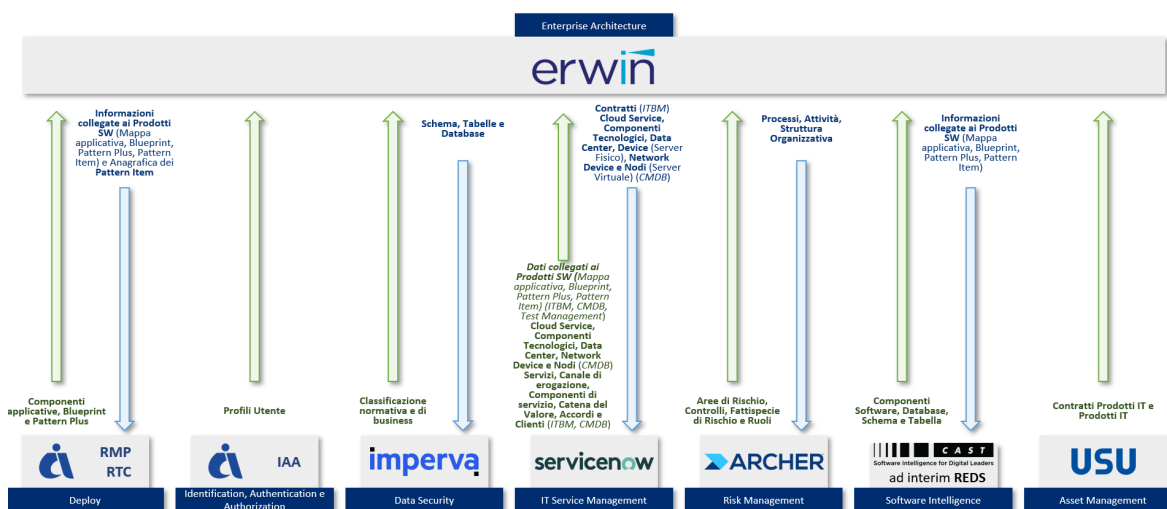 Enterprise Architecture
erwin
Informazioni
collegate ai Prodotti
SW (Mappa
applicativa, Blueprint,
Pattern Plus, Pattern
Item) e Anagrafica dei
Pattern Item
Schema, Tabelle e
Database
Contratti (ITBM)
Cloud Service,
Componenti
Tecnologici, Data
Center, Device (Server
Fisico), Network
Device e Nodi (Server
Virtuale) (CMDB)
Processi, Attività,
Struttura
Organizzativa
Informazioni
collegate ai Prodotti
SW (Mappa
applicativa, Blueprint,
Pattern Plus, Pattern
Item)
Componenti
applicative, Blueprint
e Pattern Plus
Profili Utente
Classificazione
normativa e di
business
Dati collegati ai
Prodotti SW (Mappa
applicativa, Blueprint,
Pattern Plus, Pattern
Item) (ITBM, CMDB,
Test Management)
Cloud Service,
Componenti
Tecnologici, Data
Center, Network
Device e Nodi (CMDB)
Servizi, Canale di
erogazione,
Componenti di
servizio, Catena del
Valore, Accordi e
Clienti (ITBM, CMDB)
Aree di Rischio,
Controlli, Fattispecie
di Rischio e Ruoli
Componenti
Software, Database,
Schema e Tabella
Contratti Prodotti IT e
Prodotti IT
RMP
RTC
IAA
imperva
servicenow
ARCHER
CAST
Software Intelligence for Digital Leaders
ad interim REDS
USU
Deploy
Identification, Authentication e
Authorization
Data Security
IT Service Management
Risk Management
Software Intelligence
Asset Management